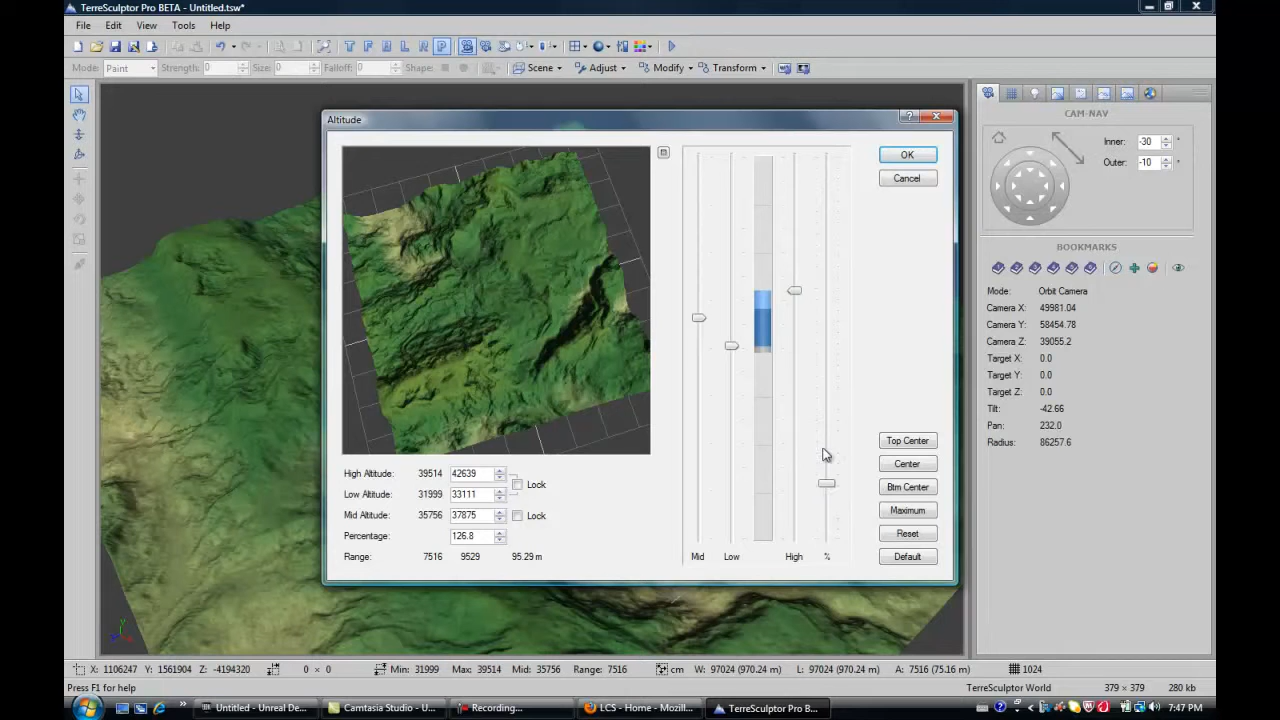 TerreSculptor Pro BETA - Untitled.tsw*
File Edit View Tools Help
T F B L R P
Mode: Paint Strength: 0 Size: 0 Falloff: 0 Shape: Scene Adjust Modify Transform
Altitude
OK
Cancel
Top Center
Center
Btm Center
Maximum
Reset
Default
High Altitude: 39514 42639
Lock
Low Altitude: 31999 33111
Mid Altitude: 35756 37875 Lock
Percentage: 126.8
Range: 7516 9529 95.29 m
Mid Low High %
CAM-NAV
Inner: -30 °
Outer: -10 °
BOOKMARKS
Mode: Orbit Camera
Camera X: 49981.04
Camera Y: 58454.78
Camera Z: 39055.2
Target X: 0.0
Target Y: 0.0
Target Z: 0.0
Tilt: -42.66
Pan: 232.0
Radius: 86257.6
X: 1106247 Y: 1561904 Z: -4194320 0 × 0 Min: 31999 Max: 39514 Mid: 35756 Range: 7516 cm W: 97024 (970.24 m) L: 97024 (970.24 m) A: 7516 (75.16 m) 1024
Press F1 for help TerreSculptor World 379 × 379 280 kb
Untitled - Unreal De... Camtasia Studio - U... Recording... LCS - Home - Mozill... TerreSculptor Pro B... 7:47 PM